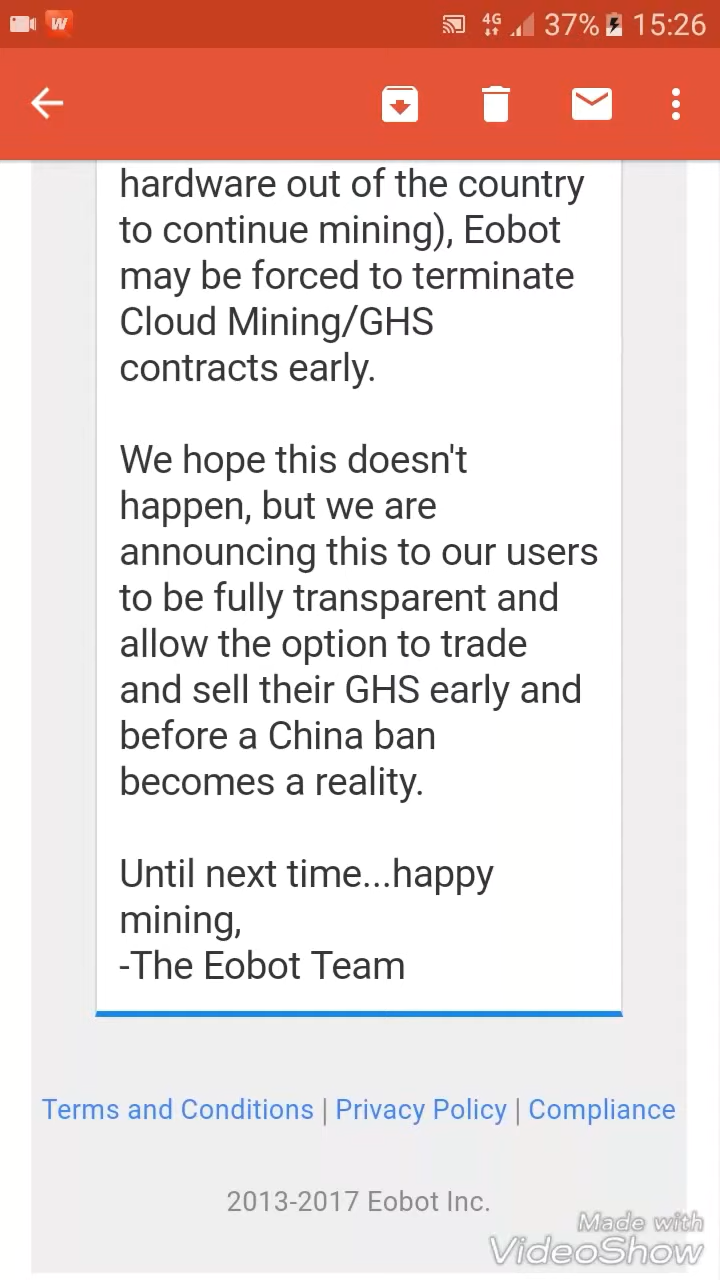 W 4G 37% 15:26
hardware out of the country
to continue mining), Eobot
may be forced to terminate
Cloud Mining/GHS
contracts early.
We hope this doesn't
happen, but we are
announcing this to our users
to be fully transparent and
allow the option to trade
and sell their GHS early and
before a China ban
becomes a reality.
Until next time...happy
mining,
-The Eobot Team
Terms and Conditions | Privacy Policy | Compliance
2013-2017 Eobot Inc.
Made with
VideoShow